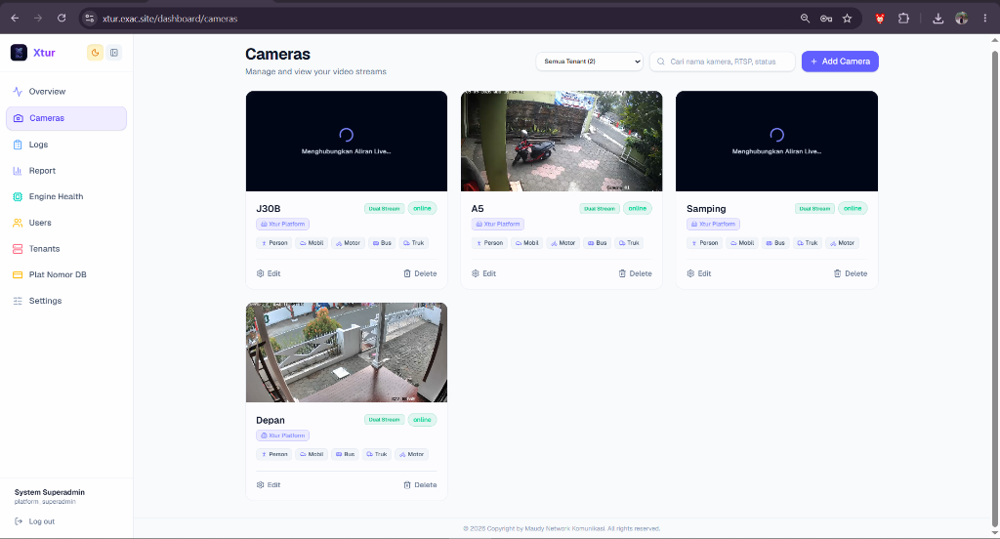 xtur.exac.site/dashboard/cameras
Xtur
Overview
Cameras
Logs
Report
Engine Health
Users
Tenants
Plat Nomor DB
Settings
System Superadmin
platform_superadmin
Log out
Cameras
Manage and view your video streams
Semua Tenant (2)
Cari nama kamera, RTSP, status
+ Add Camera
Menghubungkan Aliran Live...
J30B Dual Stream online
Xtur Platform
Person Mobil Motor Bus Truk
Edit Delete
Camera 01
A5 Dual Stream online
Xtur Platform
Person Mobil Motor Bus Truk
Edit Delete
Menghubungkan Aliran Live...
Samping Dual Stream online
Xtur Platform
Person Mobil Bus Truk Motor
Edit Delete
Depan Dual Stream online
Xtur Platform
Person Mobil Bus Truk Motor
Edit Delete
© 2026 Copyright by Maudy Network Komunikasi. All rights reserved.